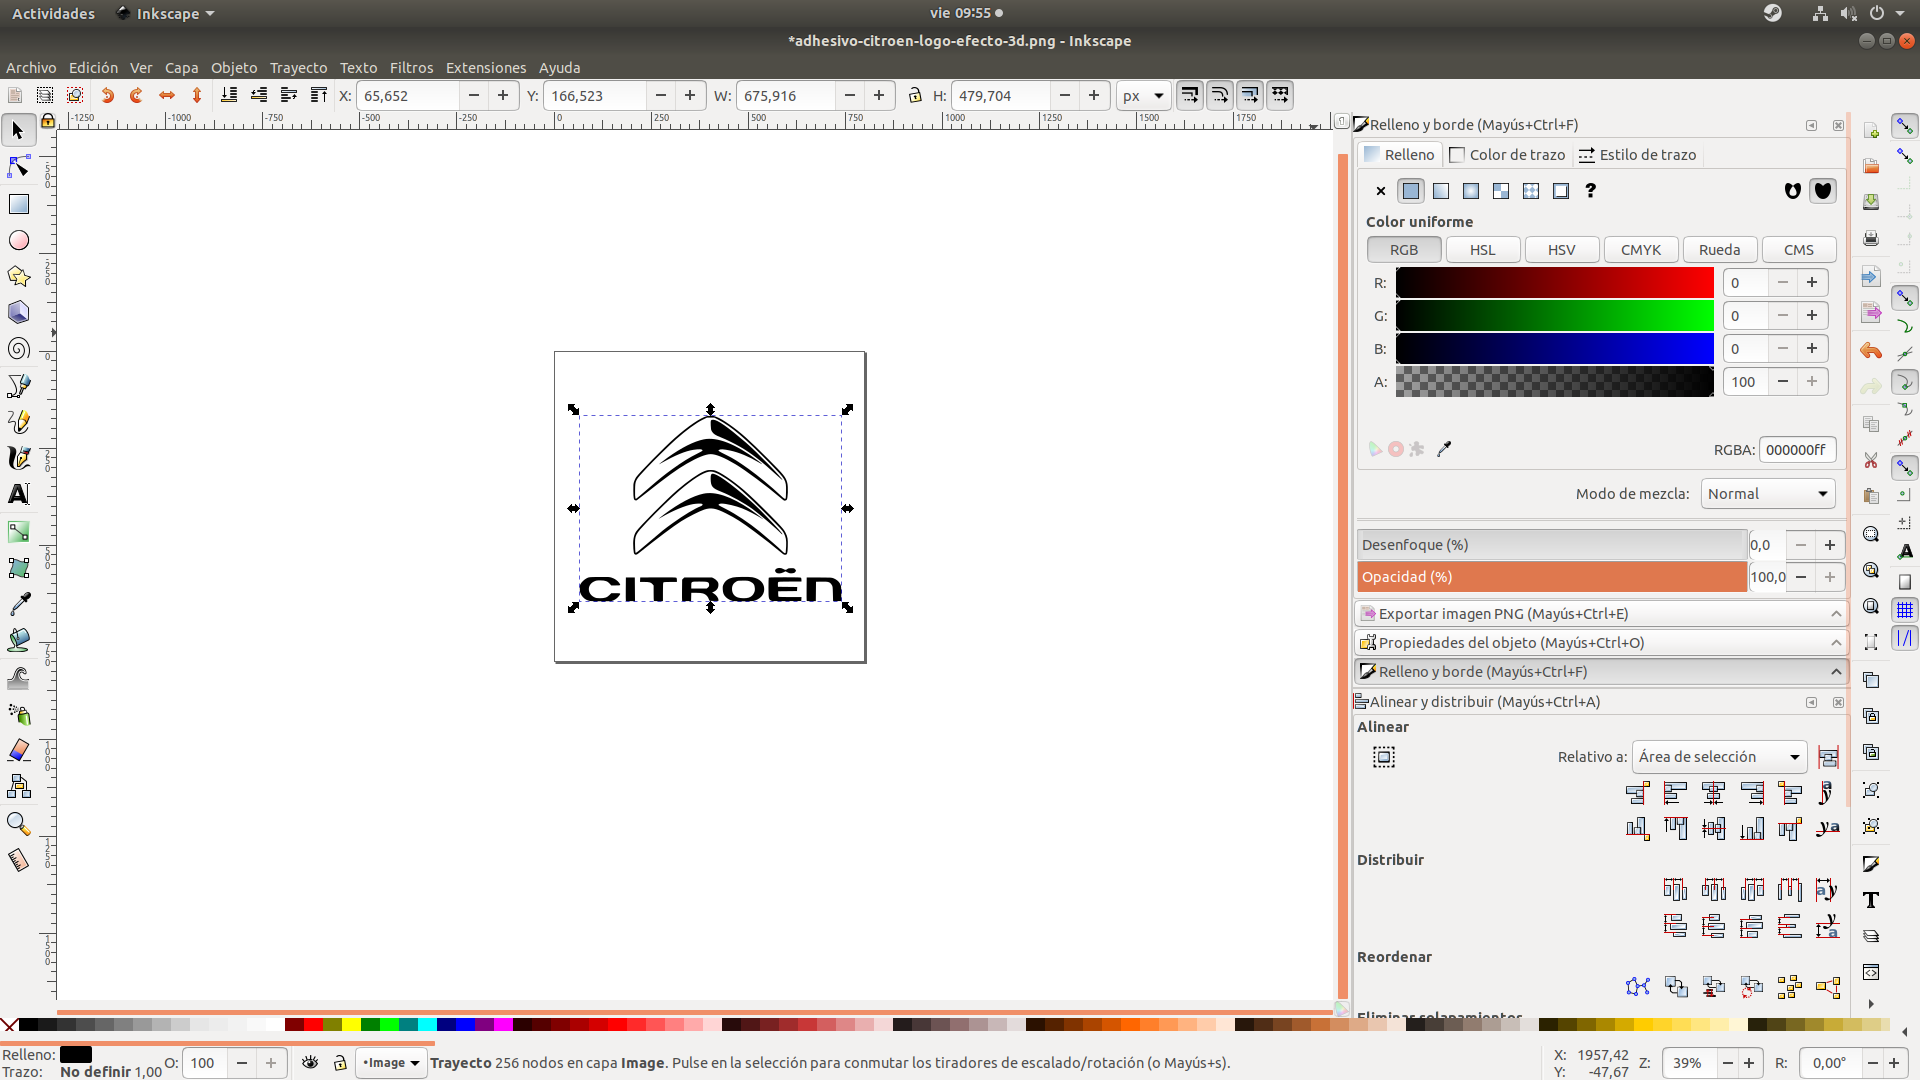 Actividades
Inkscape
vie 09:55
*adhesivo-citroen-logo-efecto-3d.png - Inkscape
Archivo Edición Ver Capa Objeto Trayecto Texto Filtros Extensiones Ayuda
X: 65,652 Y: 166,523 W: 675,916 H: 479,704 px
-1250 -1000 -750 -500 -250 0 250 500 750 1000 1250 1500 1750
CITROËN
Relleno y borde (Mayús+Ctrl+F)
Relleno Color de trazo Estilo de trazo
?
Color uniforme
RGB HSL HSV CMYK Rueda CMS
R: 0
G: 0
B: 0
A: 100
RGBA: 000000ff
Modo de mezcla: Normal
Desenfoque (%) 0,0
Opacidad (%) 100,0
Exportar imagen PNG (Mayús+Ctrl+E)
Propiedades del objeto (Mayús+Ctrl+O)
Relleno y borde (Mayús+Ctrl+F)
Alinear y distribuir (Mayús+Ctrl+A)
Alinear
Relativo a: Área de selección
Distribuir
Reordenar
Eliminar solapamientos
Relleno:
Trazo: No definir 1,00
O: 100
•Image
Trayecto 256 nodos en capa Image. Pulse en la selección para conmutar los tiradores de escalado/rotación (o Mayús+s).
X: 1957,42
Y: -47,67
Z: 39%
R: 0,00°